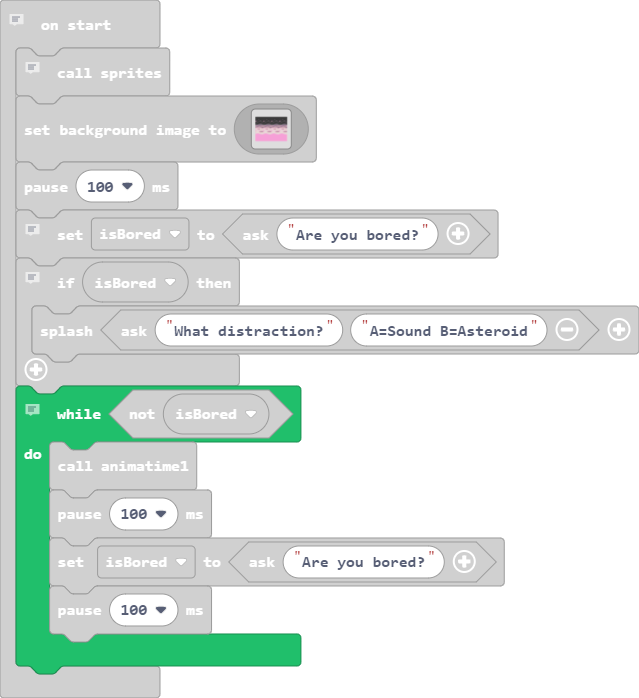 on start
call sprites
set background image to
pause 100 ms
set isBored to ask "Are you bored?"
if isBored then
splash ask "What distraction?" "A=Sound B=Asteroid"
while not isBored
do
call animatime1
pause 100 ms
set isBored to ask "Are you bored?"
pause 100 ms